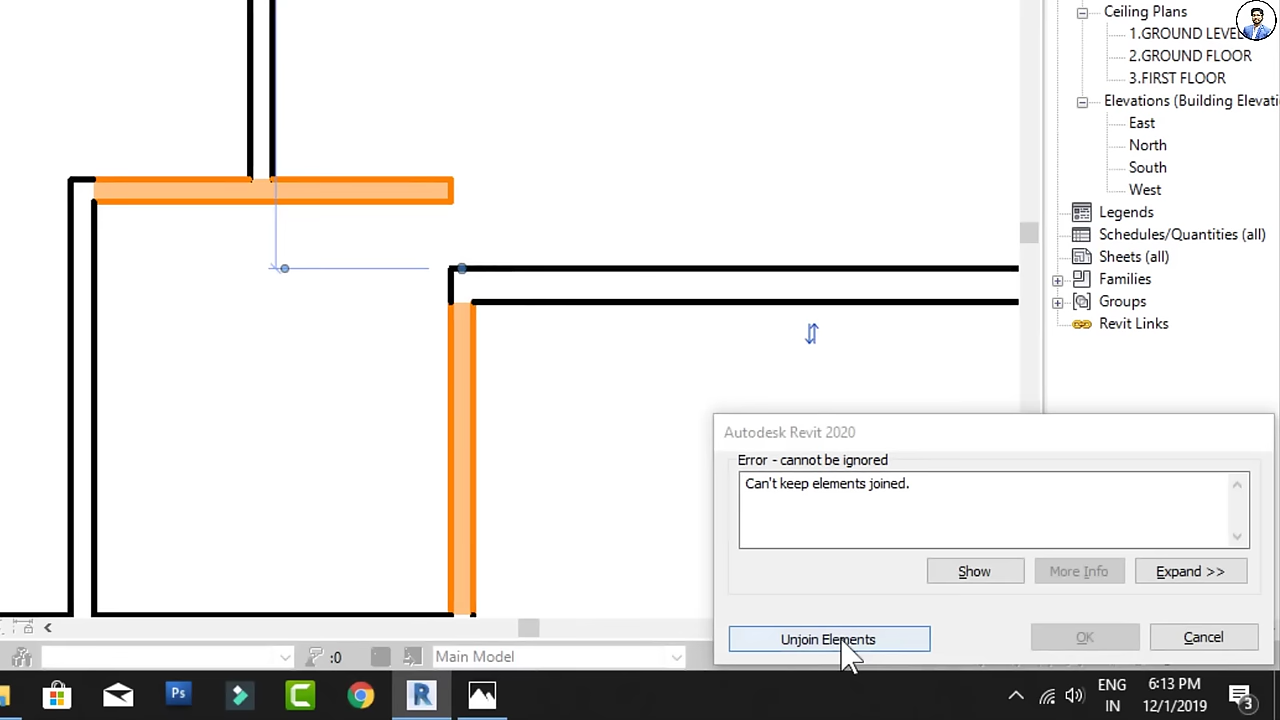 Ceiling Plans
1.GROUND LEVEL
2.GROUND FLOOR
3.FIRST FLOOR
Elevations (Building Elevati
East
North
South
West
Legends
Schedules/Quantities (all)
Sheets (all)
Families
Groups
Revit Links
Autodesk Revit 2020
Error - cannot be ignored
Can't keep elements joined.
Show
More Info
Expand >>
Unjoin Elements
OK
Cancel
:0
Main Model
Ps
C
R
ENG
IN
6:13 PM
12/1/2019
3